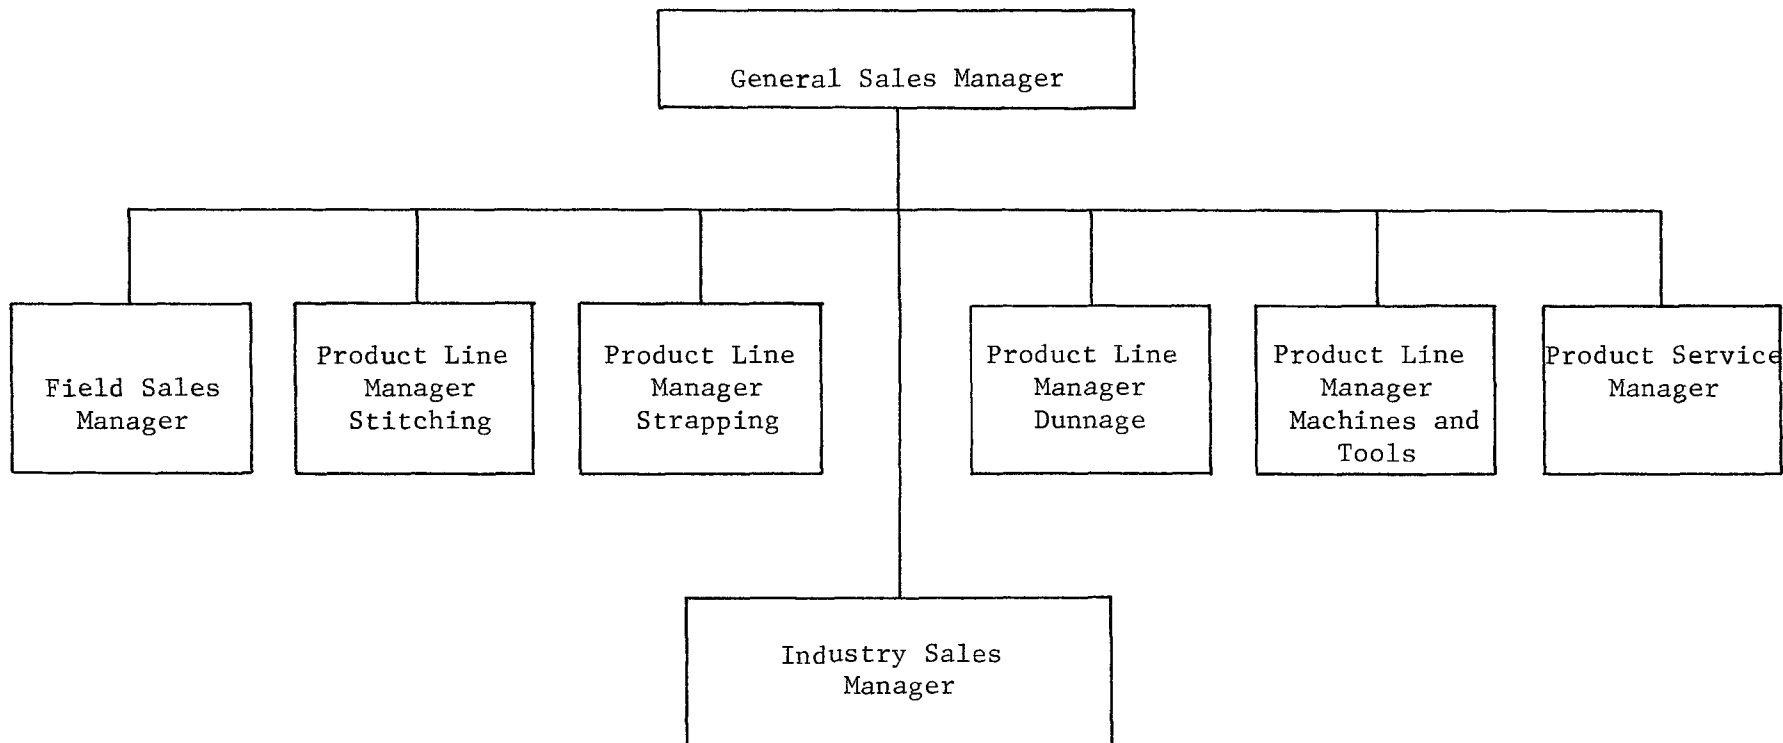 General Sales Manager
Field Sales
Manager
Product Line
Manager
Stitching
Product Line
Manager
Strapping
Product Line
Manager
Dunnage
Product Line
Manager
Machines and
Tools
Product Service
Manager
Industry Sales
Manager